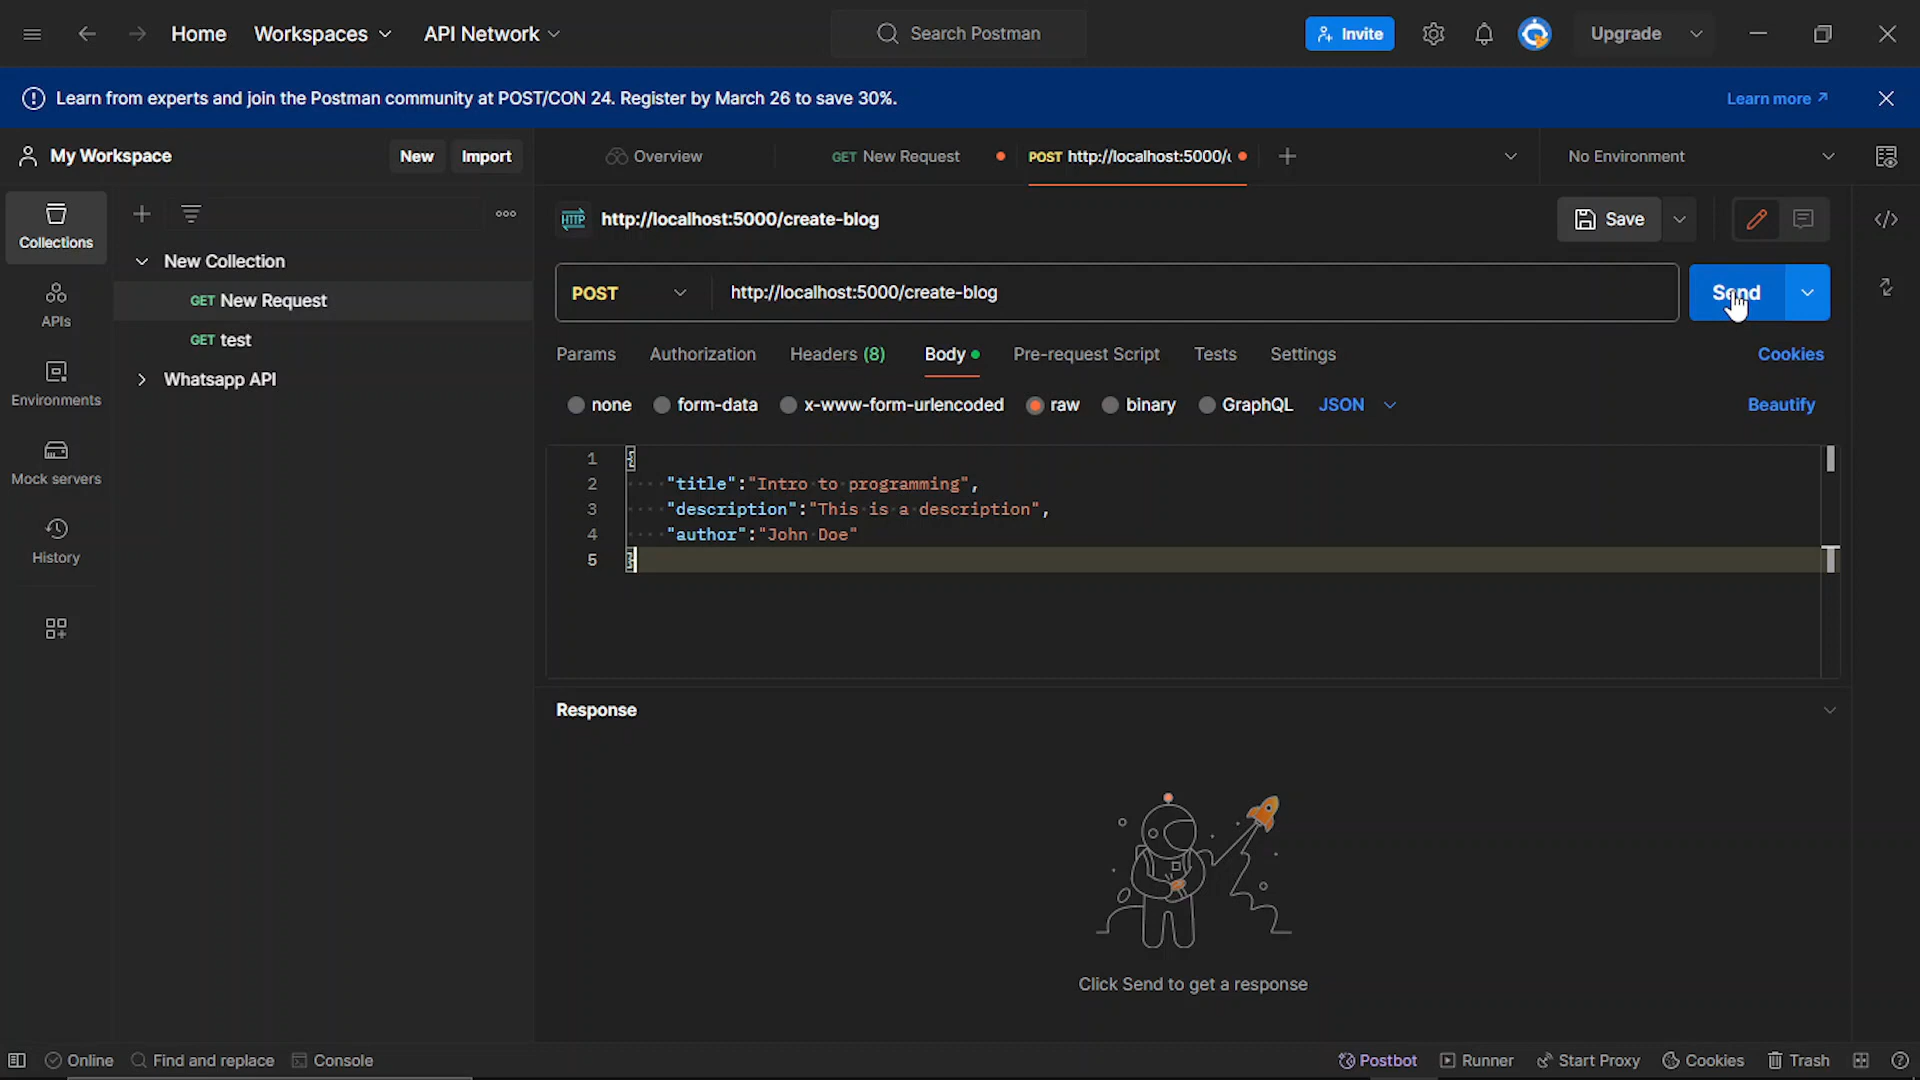 Home Workspaces API Network Search Postman Invite Upgrade
Learn from experts and join the Postman community at POST/CON 24. Register by March 26 to save 30%. Learn more
My Workspace New Import Overview GET New Request POST http://localhost:5000/ No Environment
Collections
APIs
Environments
Mock servers
History
New Collection
GET New Request
GET test
Whatsapp API
HTTP http://localhost:5000/create-blog Save
POST http://localhost:5000/create-blog Send
Params Authorization Headers (8) Body Pre-request Script Tests Settings Cookies
none form-data x-www-form-urlencoded raw binary GraphQL JSON Beautify
1 {
2 "title":"Intro to programming",
3 "description":"This is a description",
4 "author":"John Doe"
5 }
Response
Click Send to get a response
Online Find and replace Console Postbot Runner Start Proxy Cookies Trash